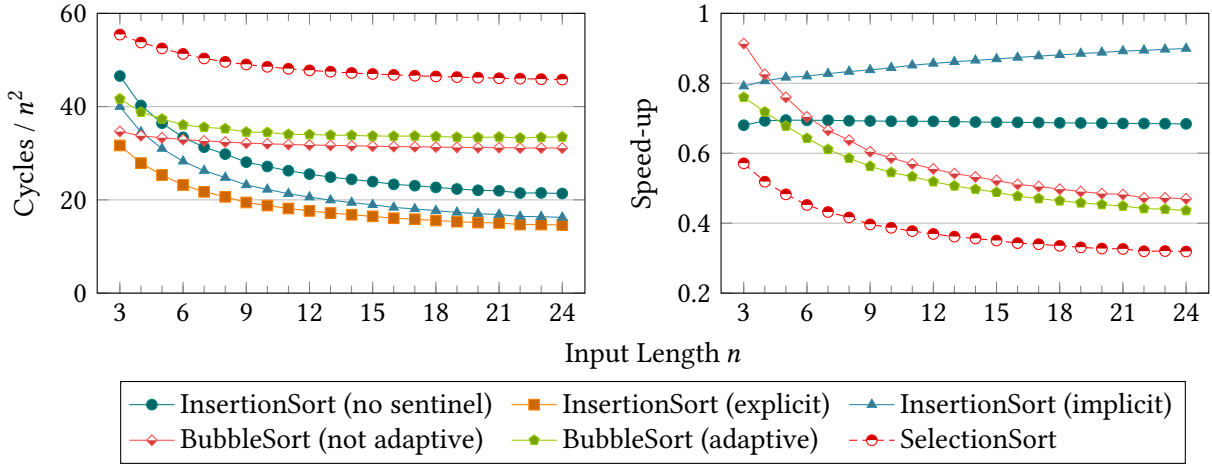 60
40
20
0
3 6 9 12 15 18 21 24
Cycles / n²
1
0.8
0.6
0.4
0.2
3 6 9 12 15 18 21 24
Speed-up
Input Length n
InsertionSort (no sentinel) InsertionSort (explicit) InsertionSort (implicit)
BubbleSort (not adaptive) BubbleSort (adaptive) SelectionSort